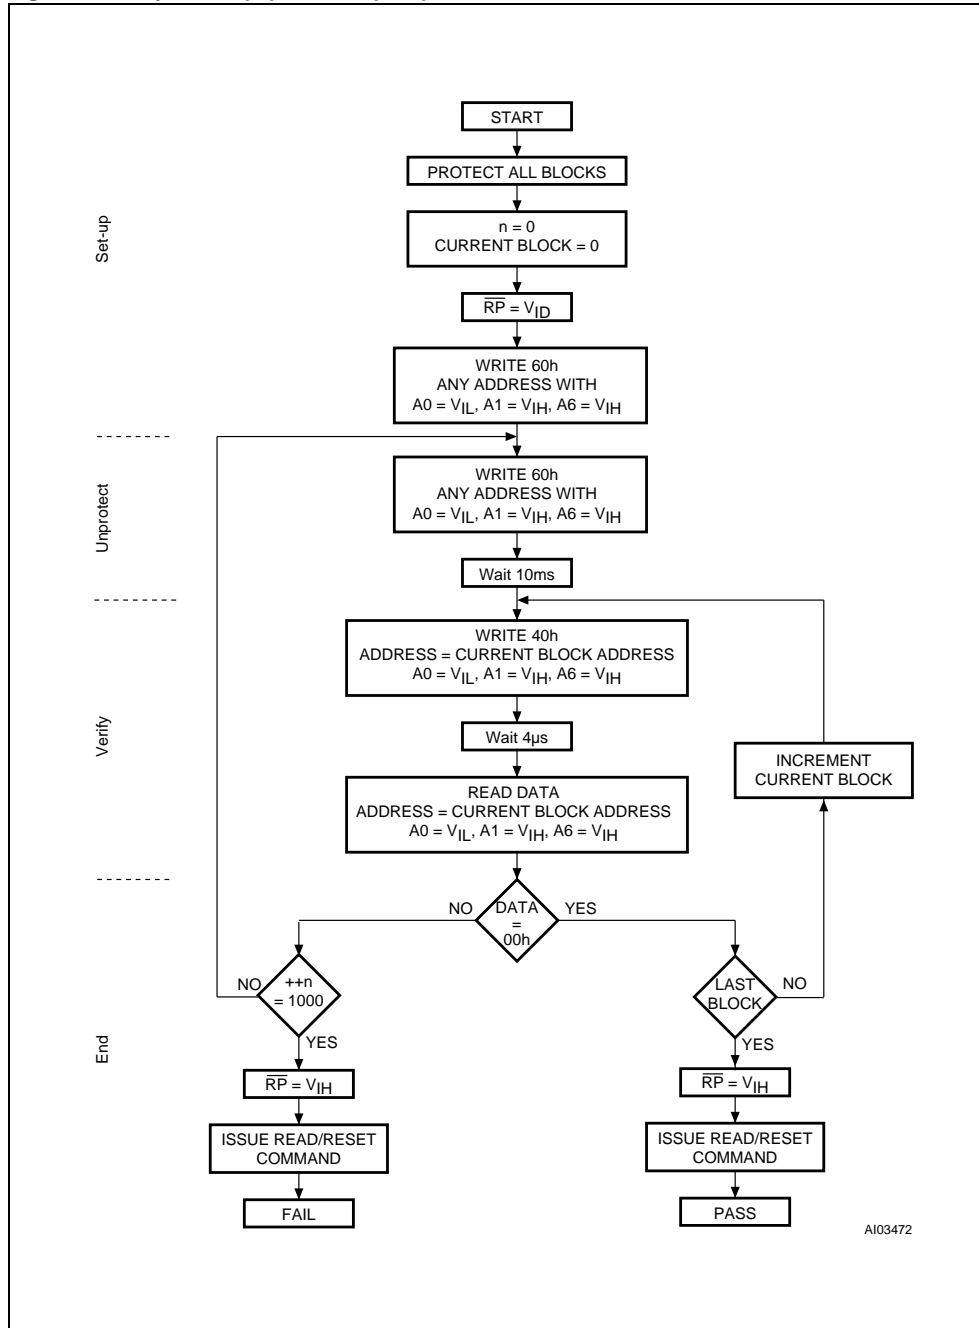 START
PROTECT ALL BLOCKS
n = 0
CURRENT BLOCK = 0
Set-up
RP = VID
WRITE 60h
ANY ADDRESS WITH
A0 = VIL, A1 = VIH, A6 = VIH
WRITE 60h
ANY ADDRESS WITH
A0 = VIL, A1 = VIH, A6 = VIH
Unprotect
Wait 10ms
WRITE 40h
ADDRESS = CURRENT BLOCK ADDRESS
A0 = VIL, A1 = VIH, A6 = VIH
Verify
Wait 4µs
INCREMENT
CURRENT BLOCK
READ DATA
ADDRESS = CURRENT BLOCK ADDRESS
A0 = VIL, A1 = VIH, A6 = VIH
NO
DATA
=
00h
YES
NO
++n
= 1000
LAST
BLOCK
NO
End
YES
YES
RP = VIH
RP = VIH
ISSUE READ/RESET
COMMAND
ISSUE READ/RESET
COMMAND
FAIL
PASS
AI03472